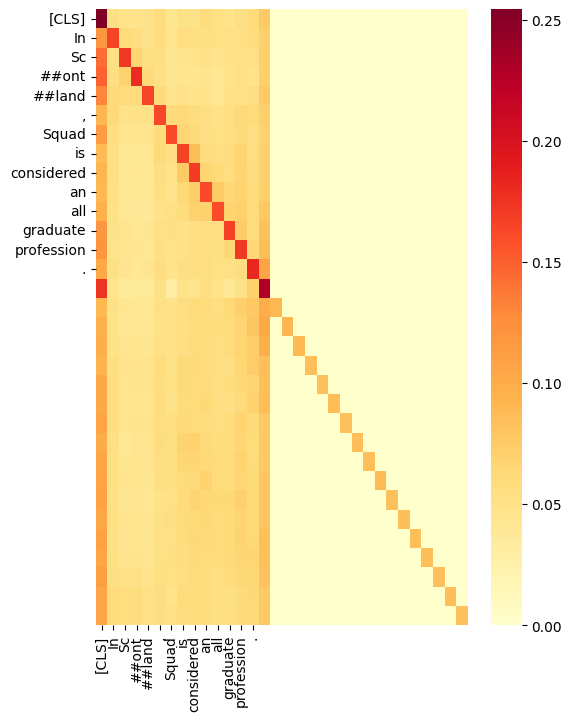 [CLS]
In
Sc
##ont
##land
,
Squad
is
considered
an
all
graduate
profession
.
0.25
0.20
0.15
0.10
0.05
0.00
[CLS]
In
Sc
##ont
##land
,
Squad
is
considered
an
all
graduate
profession
.